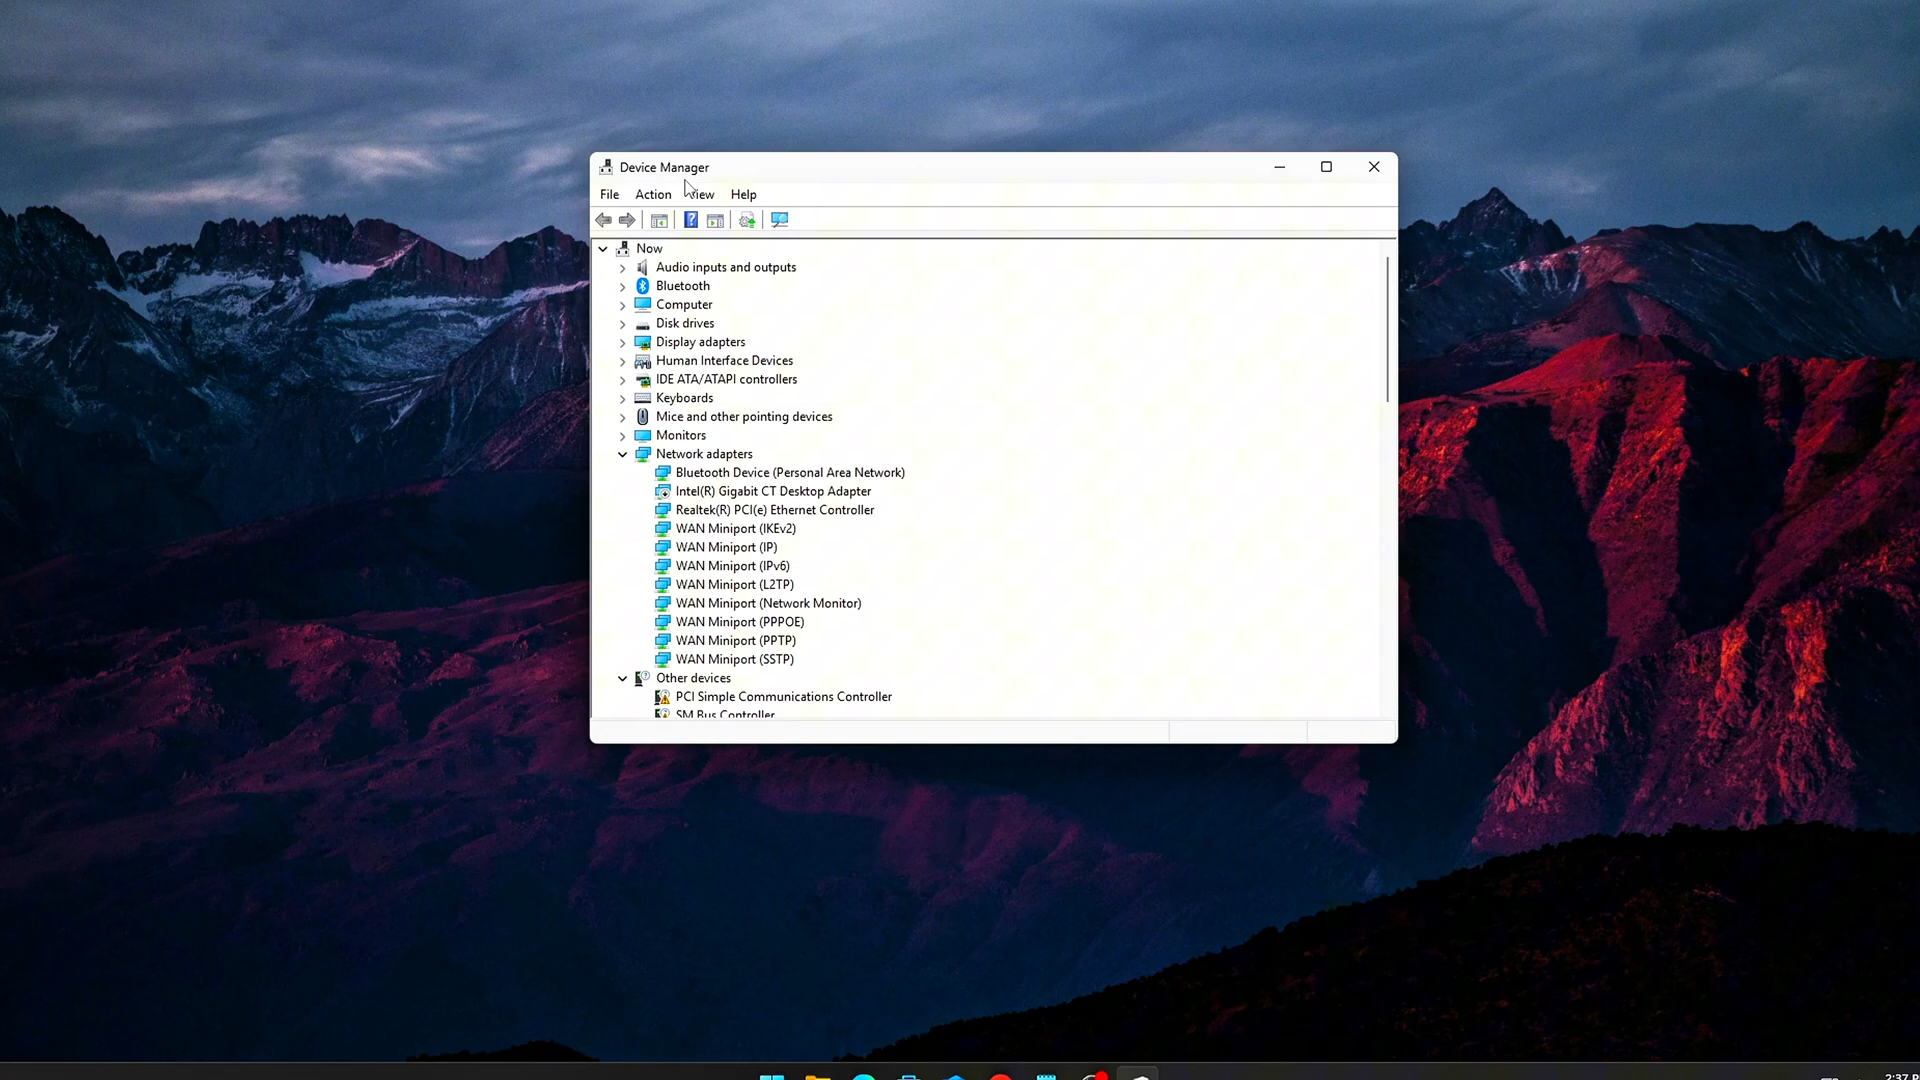 Device Manager
File Action View Help
Now
Audio inputs and outputs
Bluetooth
Computer
Disk drives
Display adapters
Human Interface Devices
IDE ATA/ATAPI controllers
Keyboards
Mice and other pointing devices
Monitors
Network adapters
Bluetooth Device (Personal Area Network)
Intel(R) Gigabit CT Desktop Adapter
Realtek(R) PCI(e) Ethernet Controller
WAN Miniport (IKEv2)
WAN Miniport (IP)
WAN Miniport (IPv6)
WAN Miniport (L2TP)
WAN Miniport (Network Monitor)
WAN Miniport (PPPOE)
WAN Miniport (PPTP)
WAN Miniport (SSTP)
Other devices
PCI Simple Communications Controller
SM Bus Controller
2:37 P